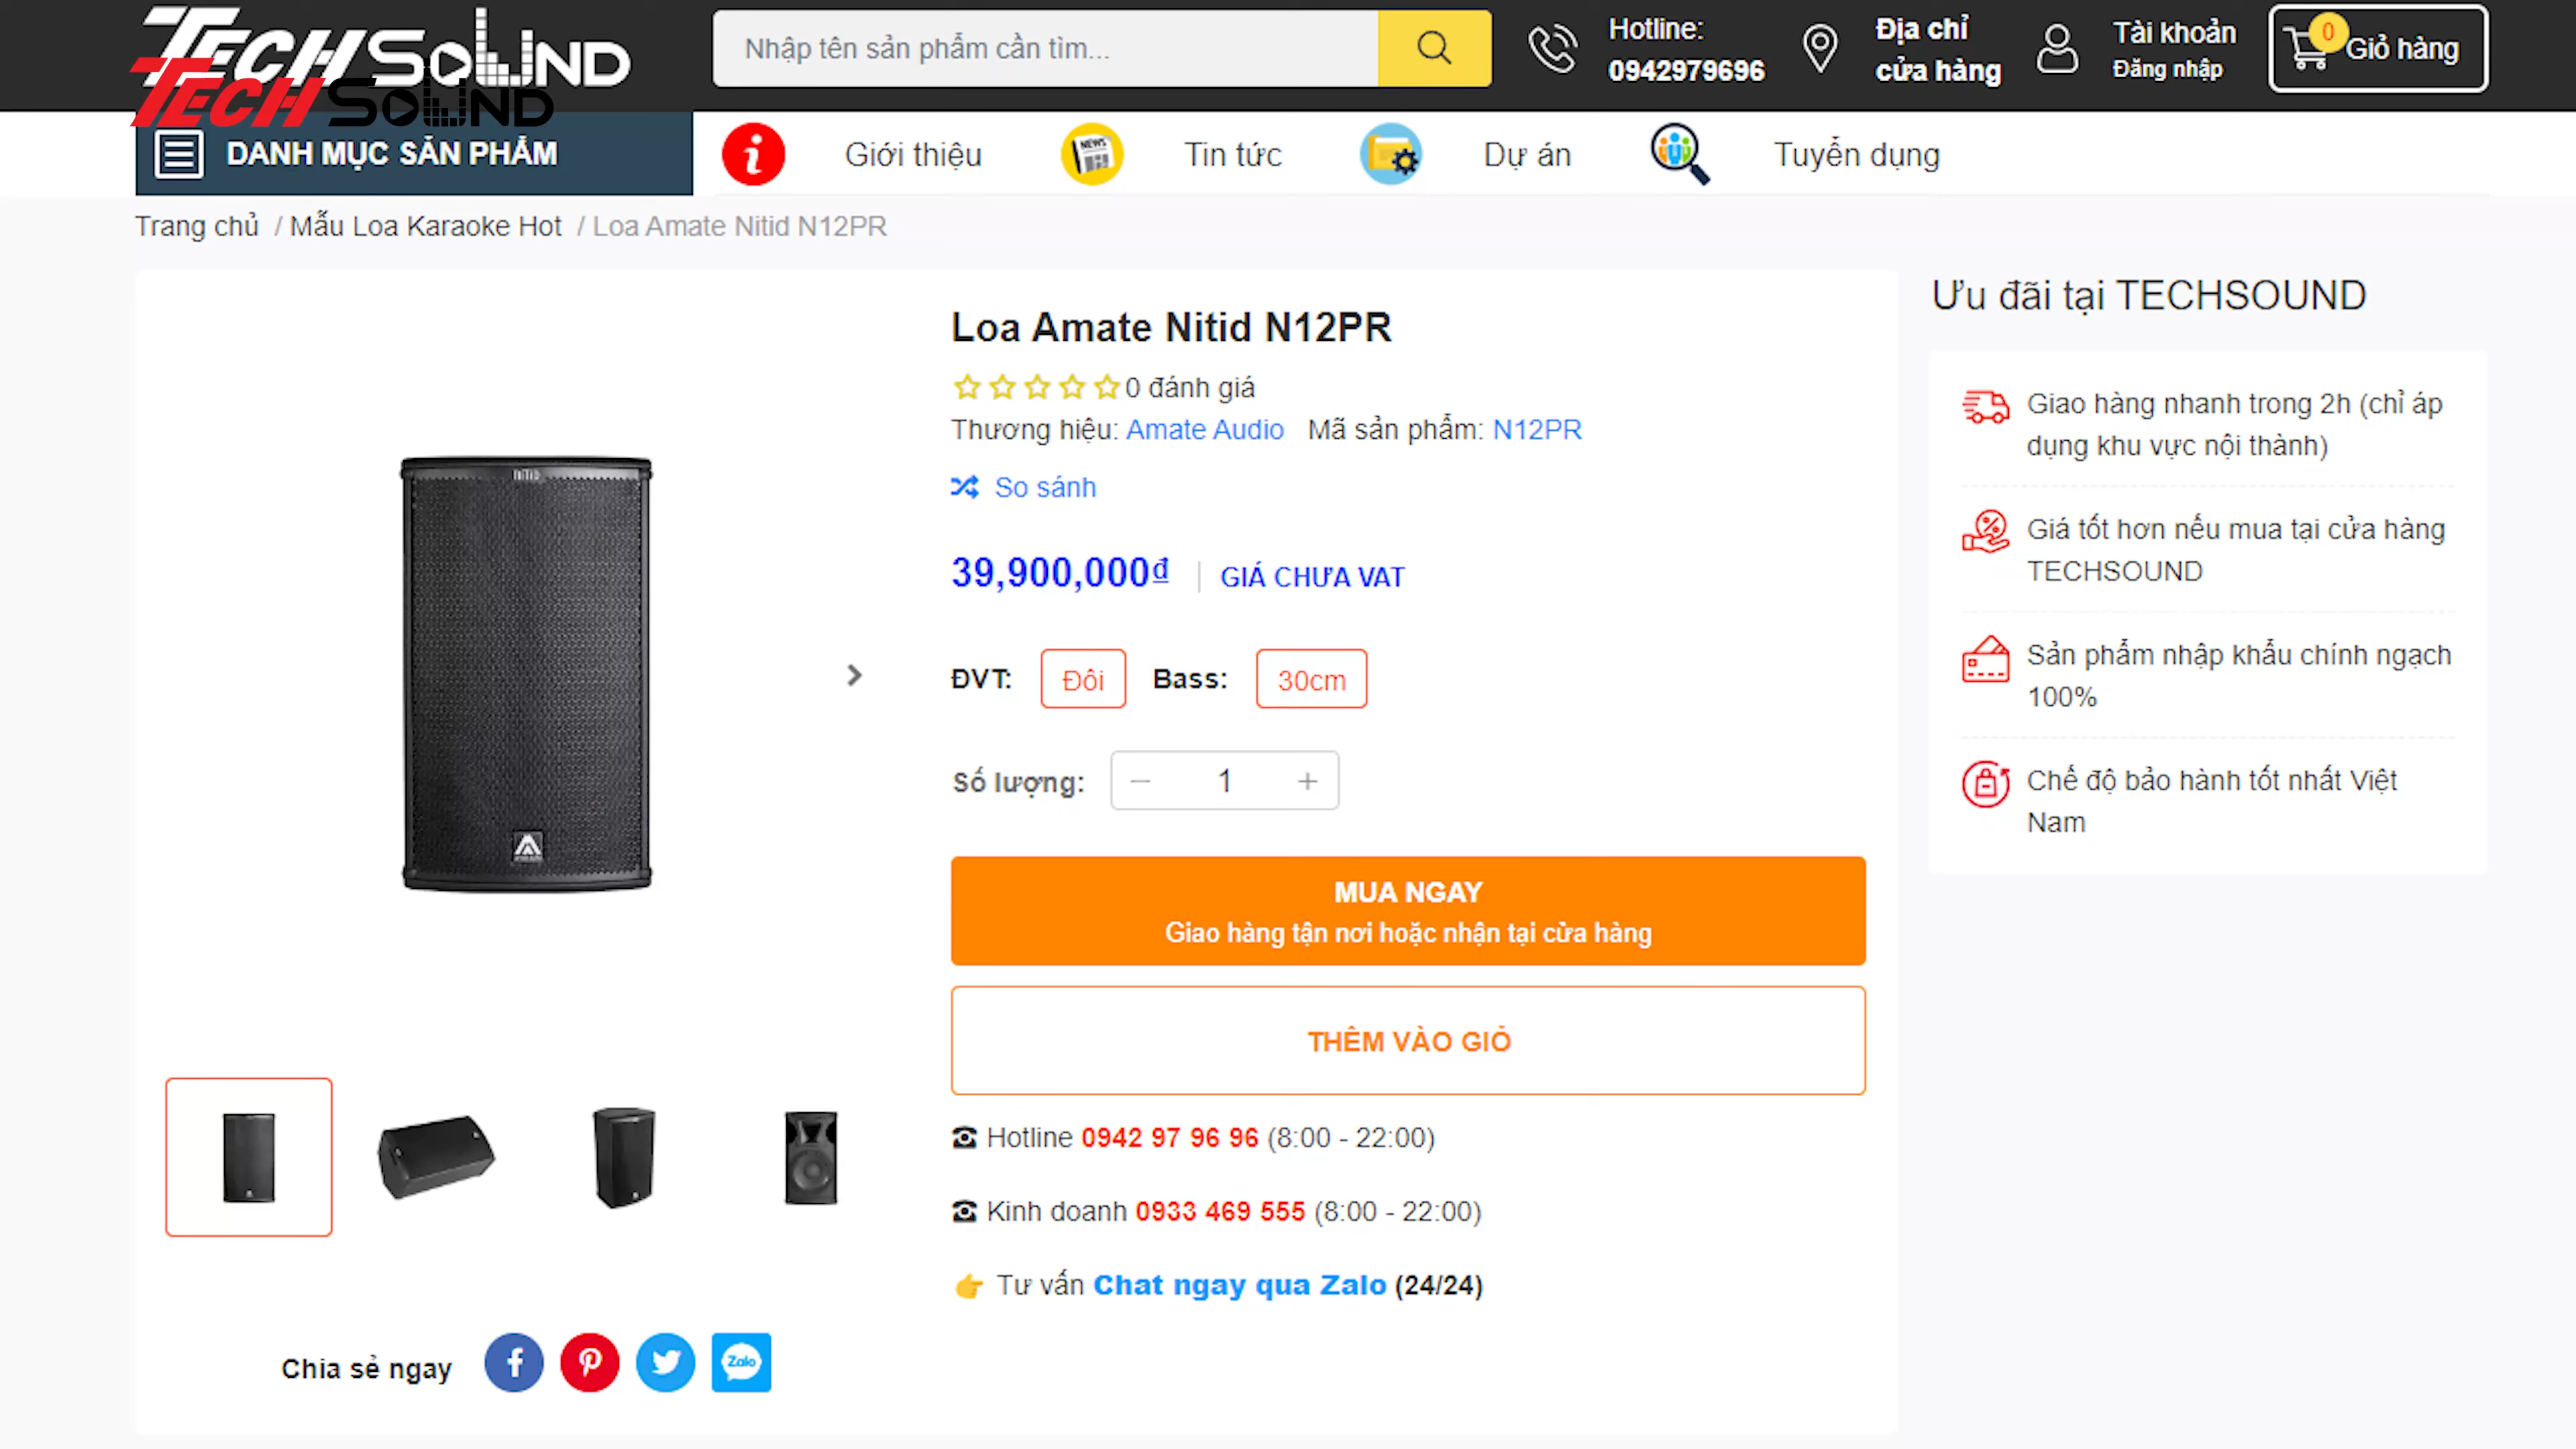 TECHSOUND
TECHSOUND
Nhập tên sản phẩm cần tìm...
Hotline:
0942979696
Địa chỉ
cửa hàng
Tài khoản
Đăng nhập
0
Giỏ hàng
DANH MỤC SẢN PHẨM
Giới thiệu
NEWS
Tin tức
Dự án
Tuyển dụng
Trang chủ / Mẫu Loa Karaoke Hot / Loa Amate Nitid N12PR
Loa Amate Nitid N12PR
0 đánh giá
Thương hiệu: Amate Audio Mã sản phẩm: N12PR
So sánh
39,900,000₫ | GIÁ CHƯA VAT
ĐVT: Đôi Bass: 30cm
Số lượng: − 1 +
MUA NGAY
Giao hàng tận nơi hoặc nhận tại cửa hàng
THÊM VÀO GIỎ
Hotline 0942 97 96 96 (8:00 - 22:00)
Kinh doanh 0933 469 555 (8:00 - 22:00)
Tư vấn Chat ngay qua Zalo (24/24)
NITID
Chia sẻ ngay
Zalo
Ưu đãi tại TECHSOUND
Giao hàng nhanh trong 2h (chỉ áp
dụng khu vực nội thành)
Giá tốt hơn nếu mua tại cửa hàng
TECHSOUND
Sản phẩm nhập khẩu chính ngạch
100%
Chế độ bảo hành tốt nhất Việt
Nam